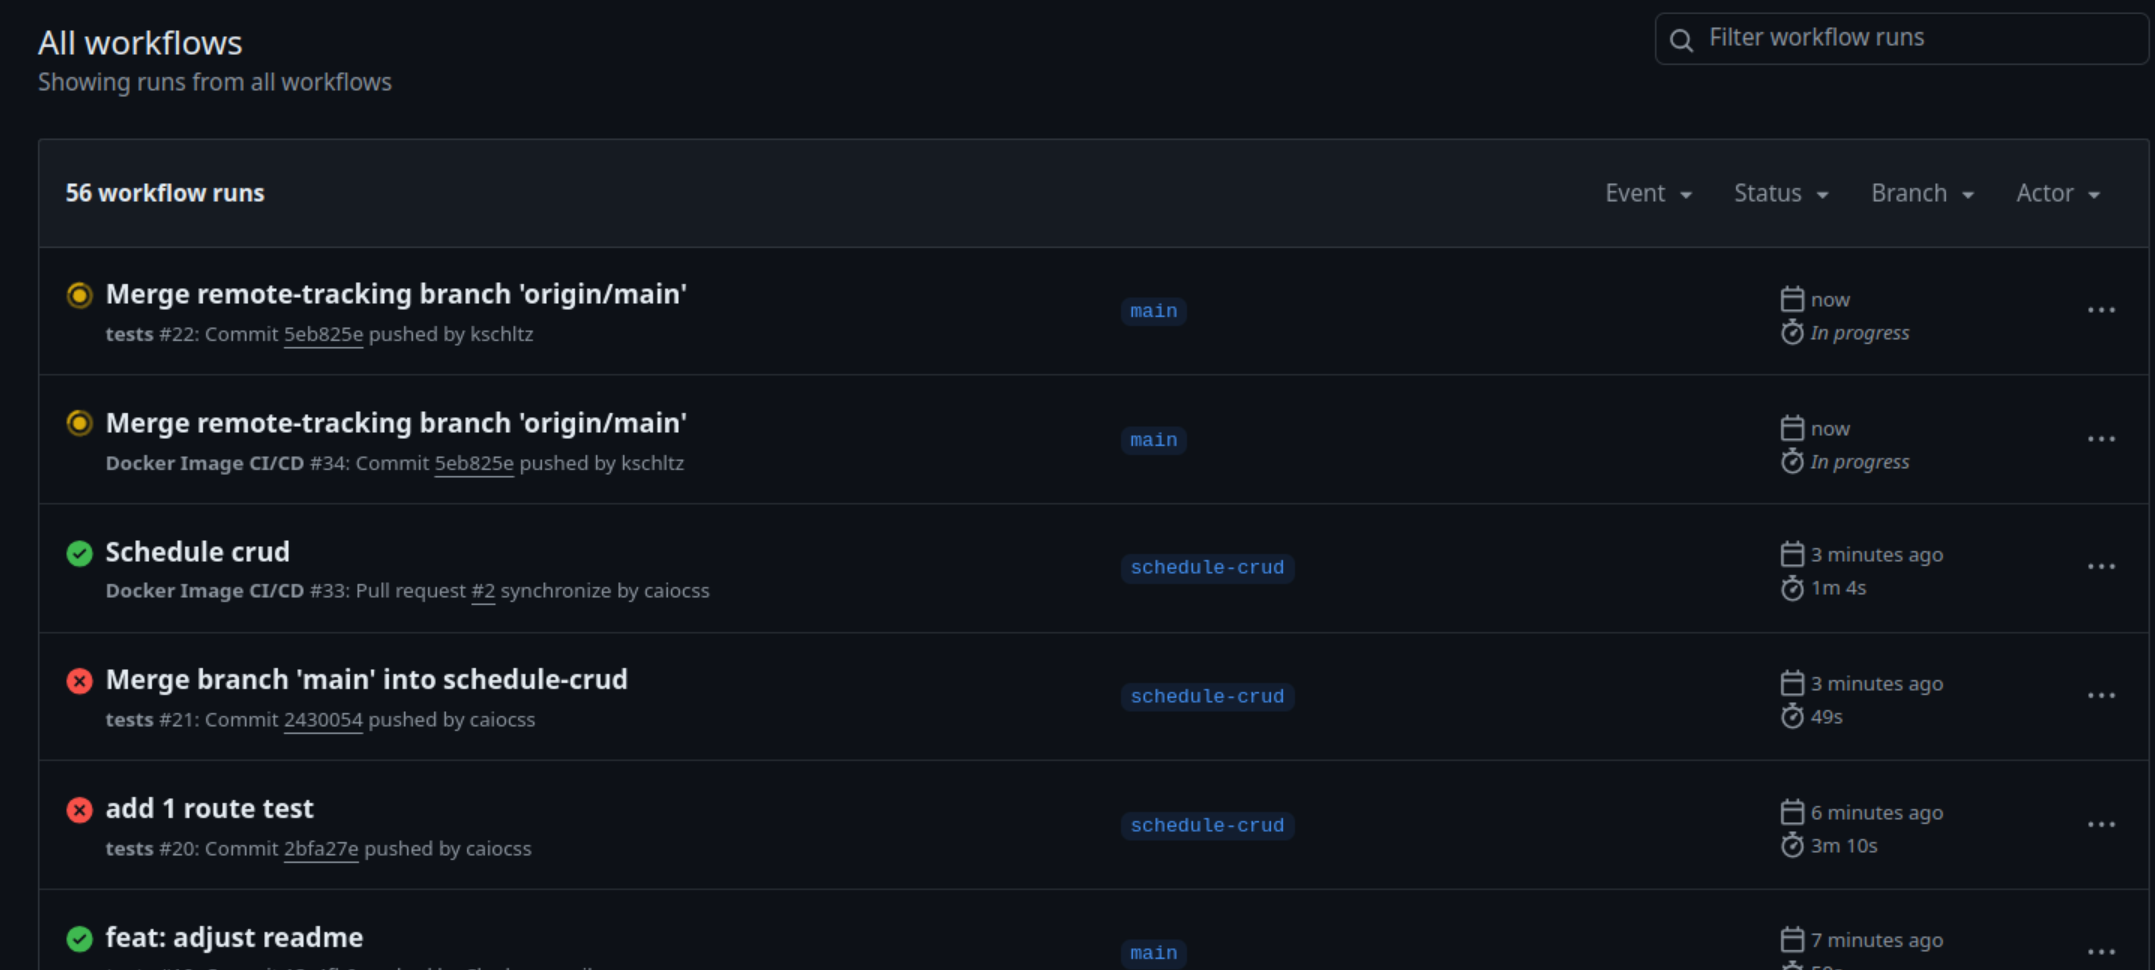 All workflows
Showing runs from all workflows
Filter workflow runs
56 workflow runs
Event
Status
Branch
Actor
Merge remote-tracking branch 'origin/main'
tests #22: Commit 5eb825e pushed by kschltz
main
now
In progress
Merge remote-tracking branch 'origin/main'
Docker Image CI/CD #34: Commit 5eb825e pushed by kschltz
main
now
In progress
Schedule crud
Docker Image CI/CD #33: Pull request #2 synchronize by caiocss
schedule-crud
3 minutes ago
1m 4s
Merge branch 'main' into schedule-crud
tests #21: Commit 2430054 pushed by caiocss
schedule-crud
3 minutes ago
49s
add 1 route test
tests #20: Commit 2bfa27e pushed by caiocss
schedule-crud
6 minutes ago
3m 10s
feat: adjust readme
main
7 minutes ago